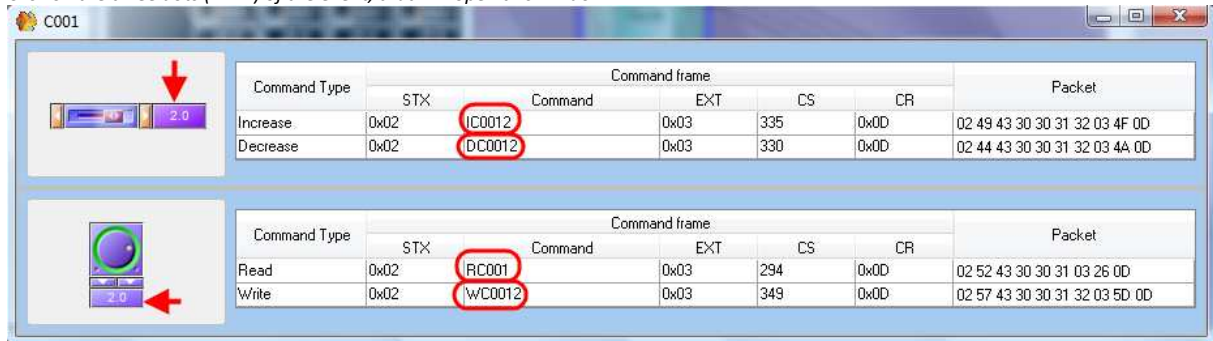 C001
Command Type Command frame Packet
STX Command EXT CS CR
2.0
Increase 0x02 IC0012 0x03 335 0x0D 02 49 43 30 30 31 32 03 4F 0D
Decrease 0x02 DC0012 0x03 330 0x0D 02 44 43 30 30 31 32 03 4A 0D
Command Type Command frame Packet
STX Command EXT CS CR
Read 0x02 RC001 0x03 294 0x0D 02 52 43 30 30 31 03 26 0D
2.0
Write 0x02 WC0012 0x03 349 0x0D 02 57 43 30 30 31 32 03 5D 0D